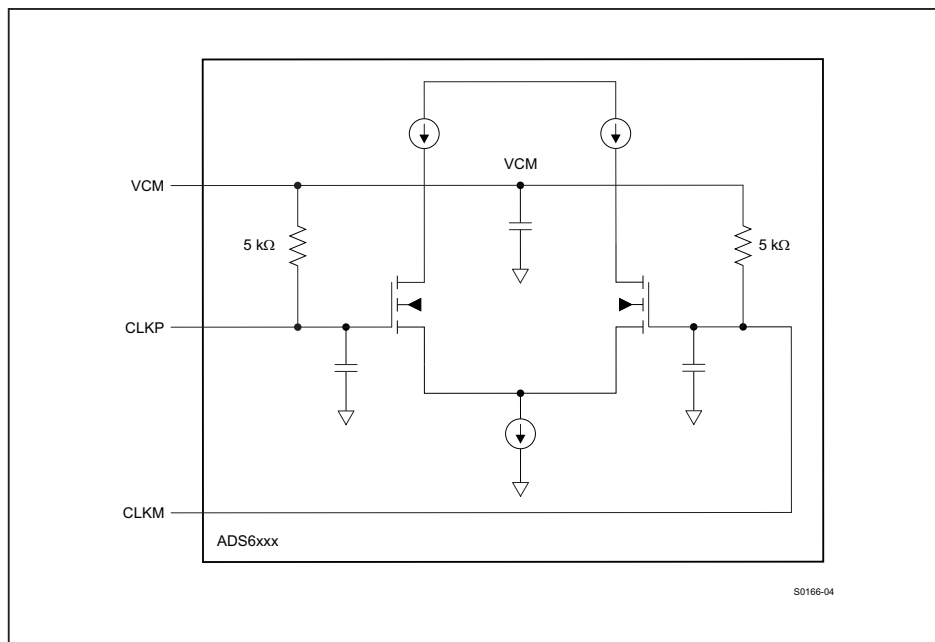 VCM
VCM
5 kΩ
5 kΩ
CLKP
CLKM
ADS6xxx
S0166-04